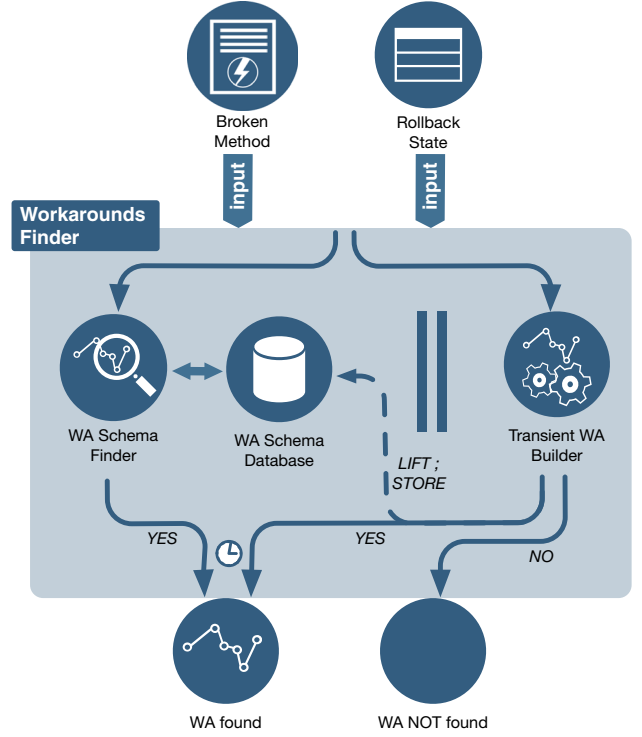 Broken
Method
Rollback
State
input
input
Workarounds
Finder
WA Schema
Finder
WA Schema
Database
Transient WA
Builder
LIFT ;
STORE
YES
YES
NO
WA found
WA NOT found